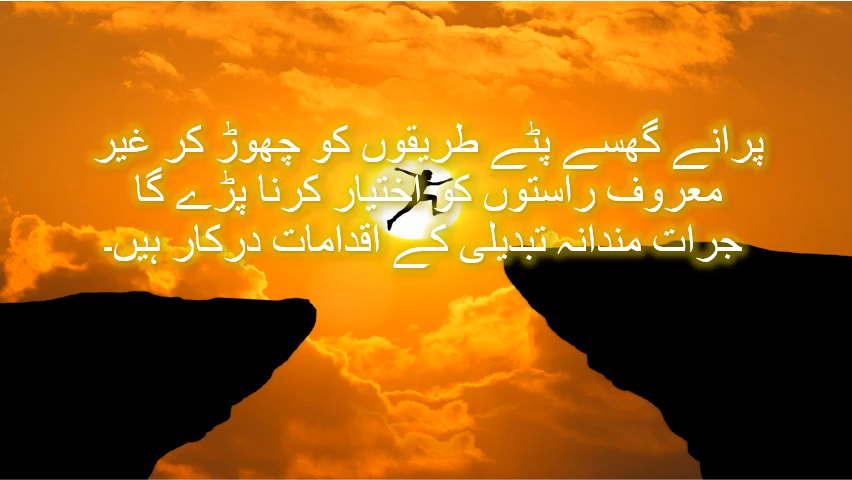 پرانے گھسے پٹے طریقوں کو چھوڑ کر غیر
معروف راستوں کو اختیار کرنا پڑے گا
جرات مندانہ تبدیلی کے اقدامات درکار ہیں۔